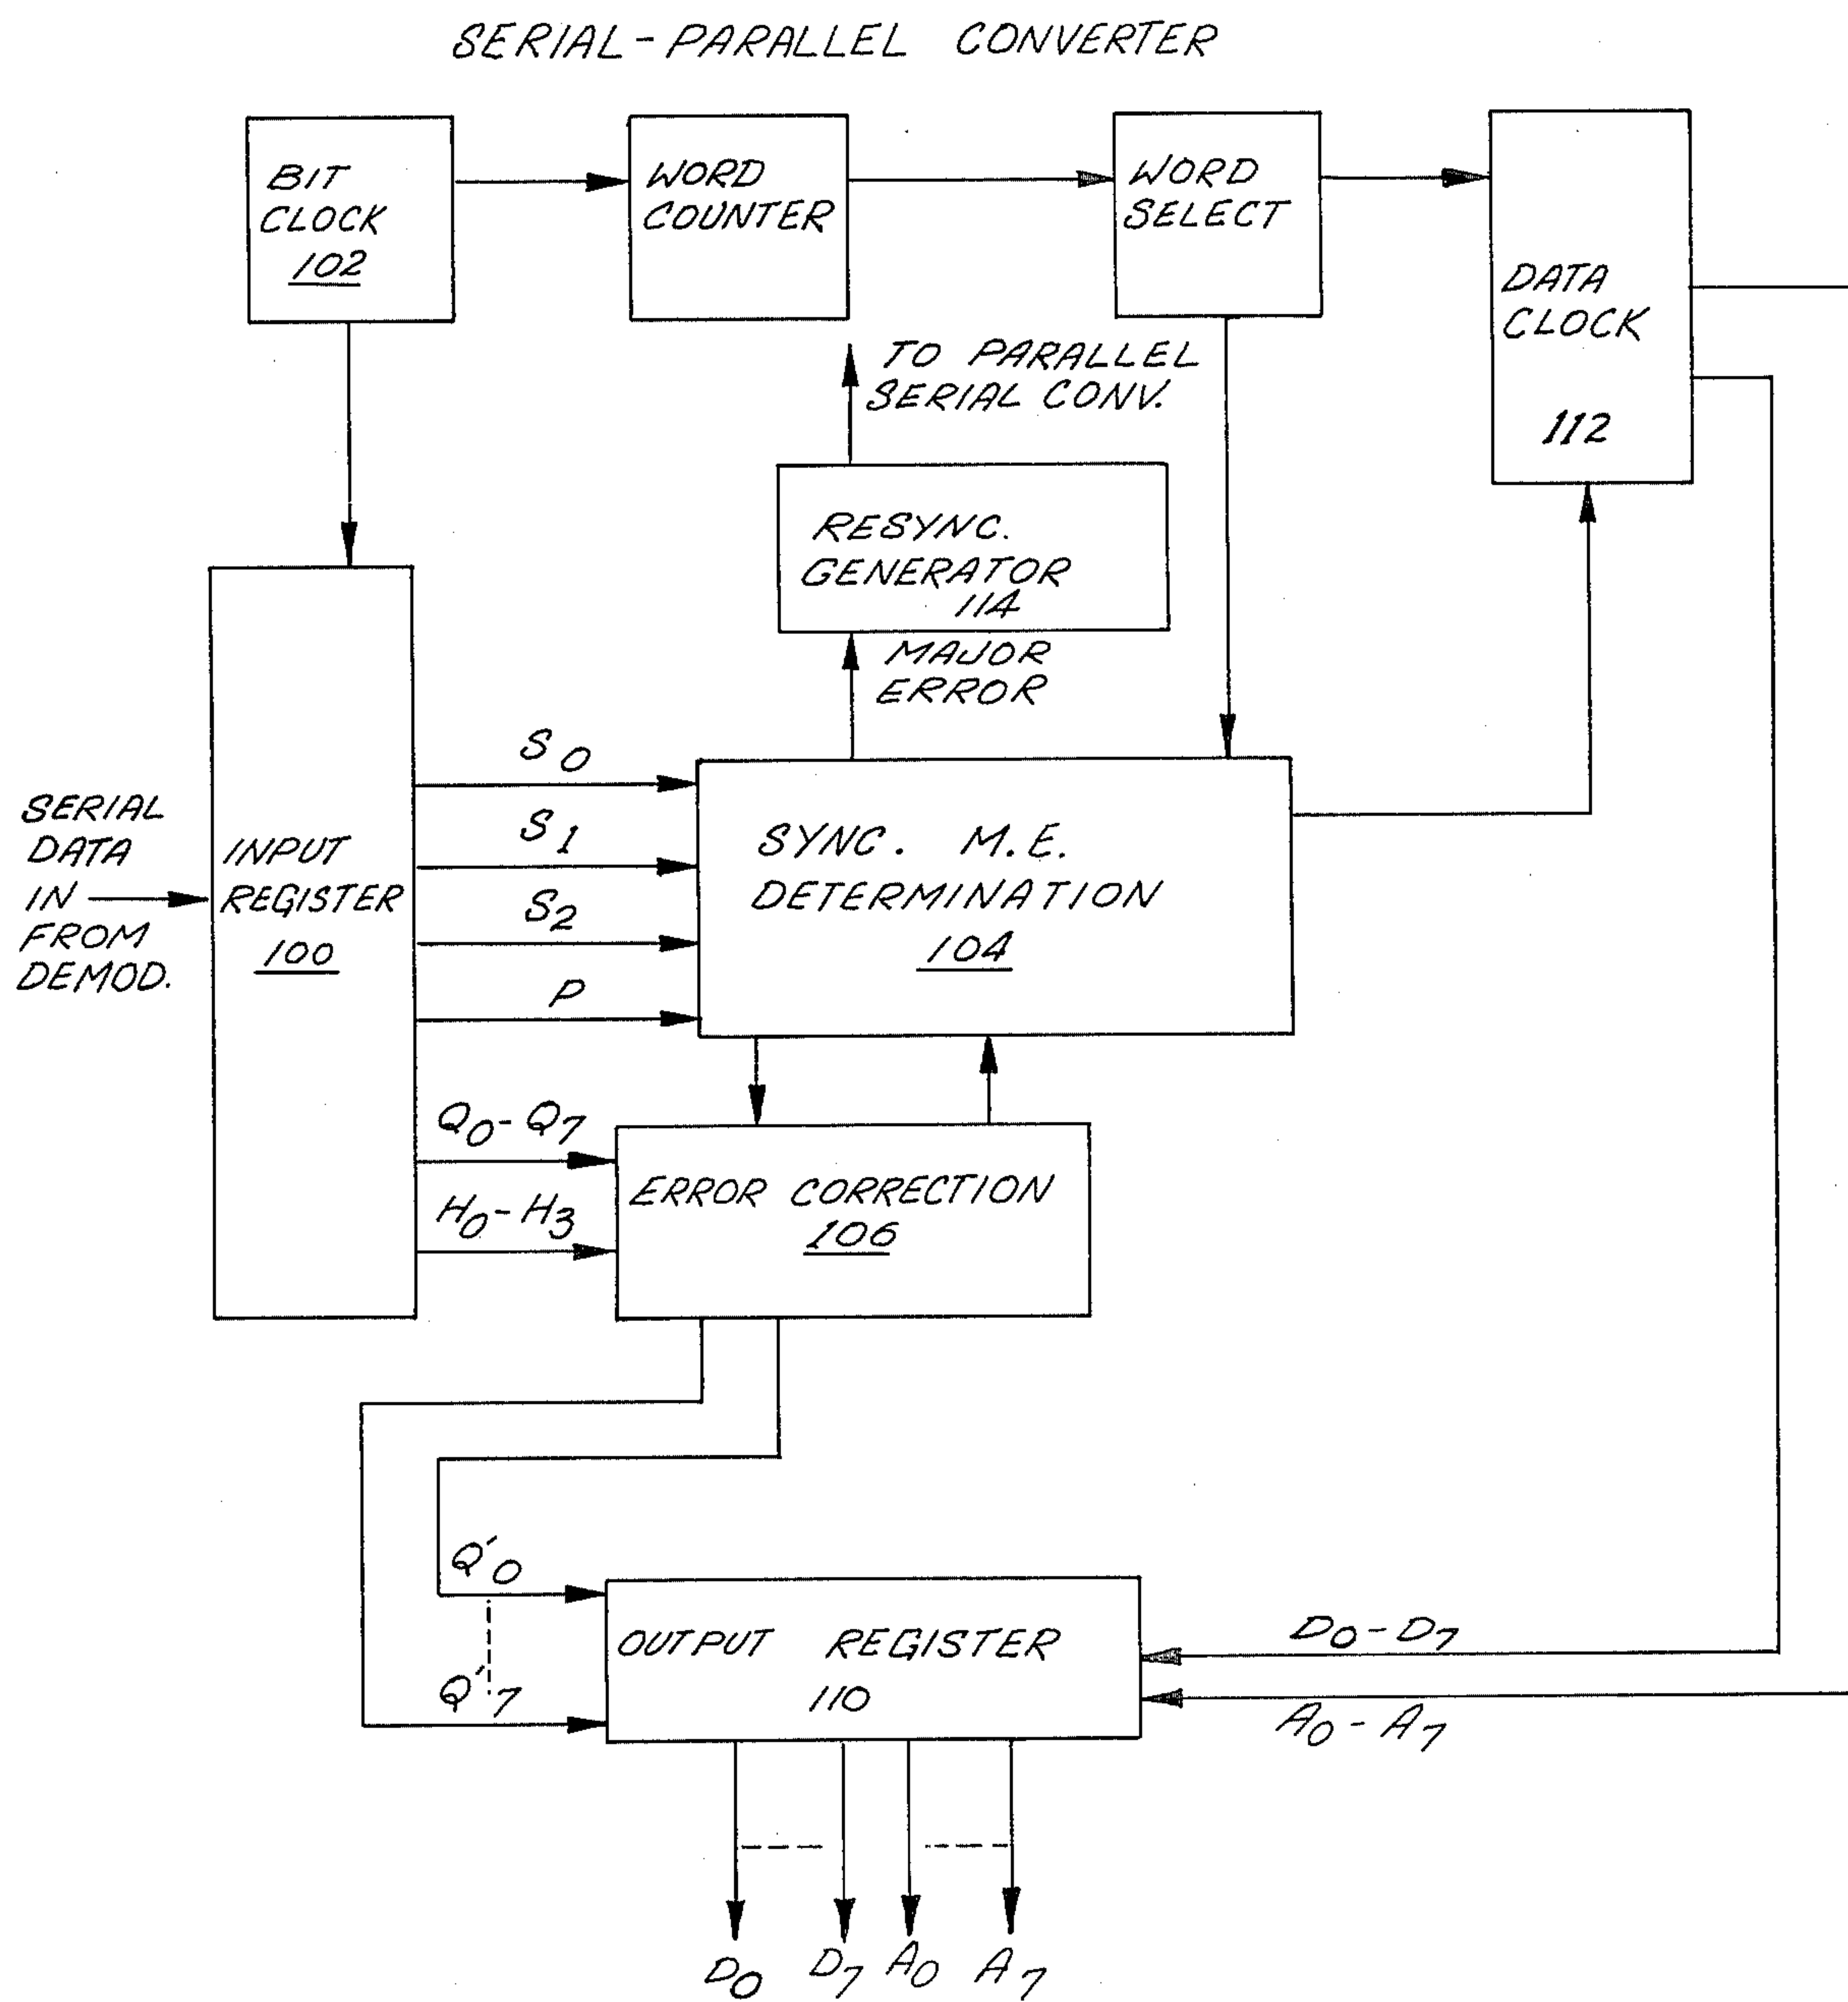 SERIAL-PARALLEL CONVERTER
BIT
CLOCK
102
WORD
COUNTER
WORD
SELECT
DATA
CLOCK
112
TO PARALLEL
SERIAL CONV.
RESYNC.
GENERATOR
114
MAJOR
ERROR
SERIAL
DATA
IN
FROM
DEMOD.
INPUT
REGISTER
100
S0
S1
S2
P
SYNC. M.E.
DETERMINATION
104
Q0-Q7
H0-H3
ERROR CORRECTION
106
Q'0
Q'7
OUTPUT REGISTER
110
D0-D7
A0-A7
D0 D7 A0 A7